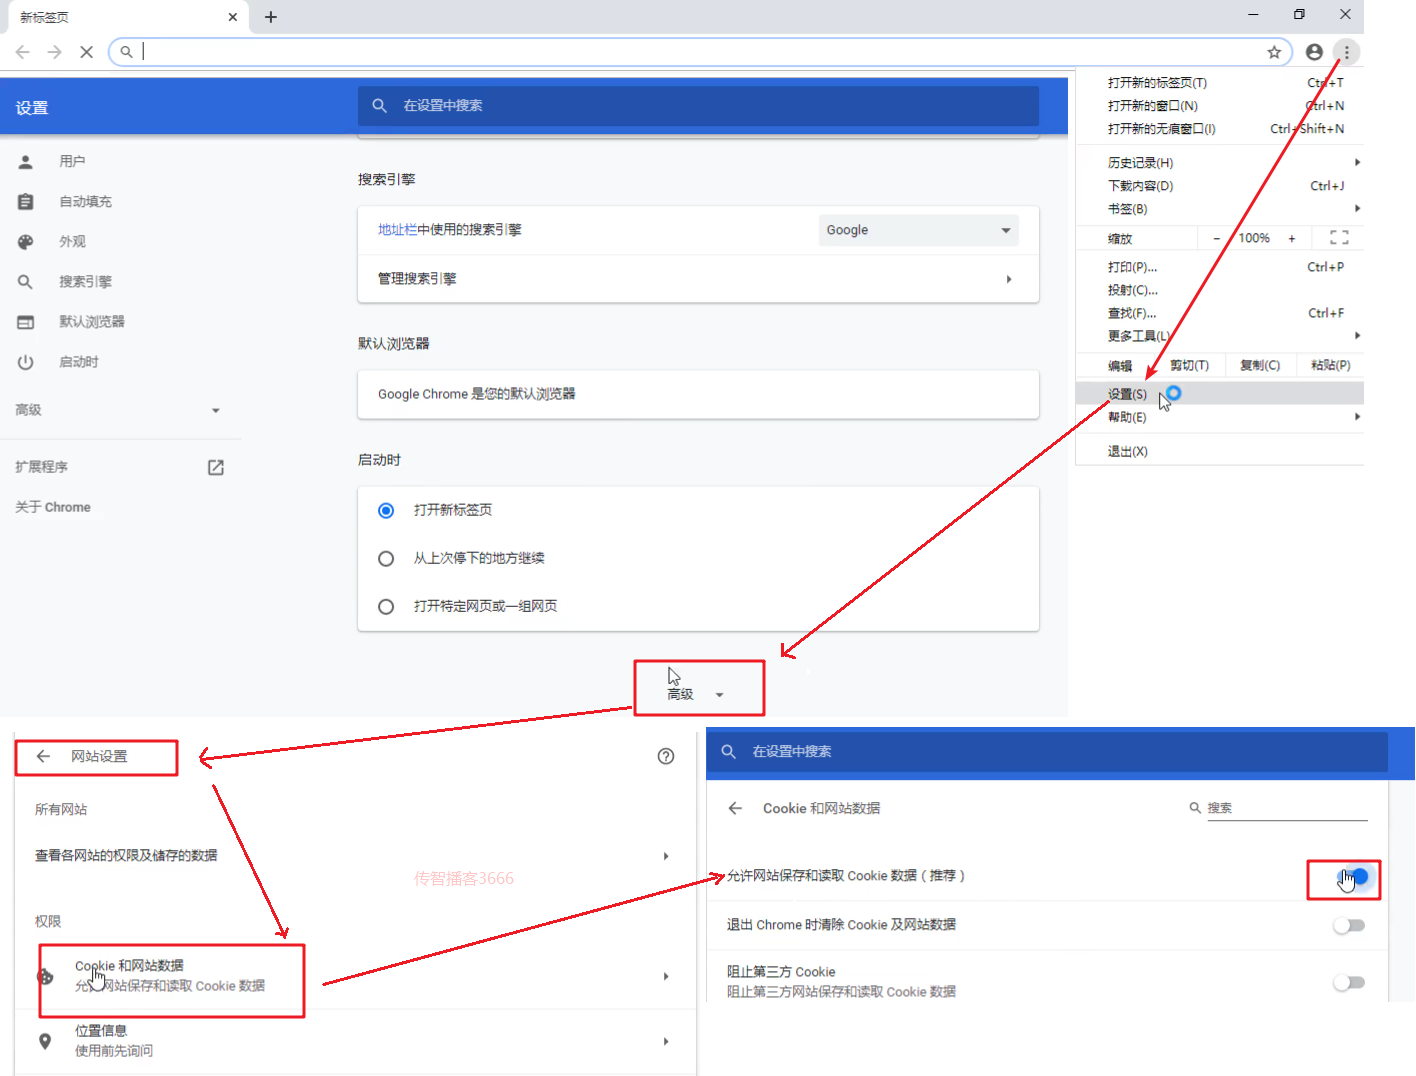 新标签页
设置
在设置中搜索
用户
自动填充
外观
搜索引擎
默认浏览器
启动时
高级
扩展程序
关于 Chrome
搜索引擎
地址栏中使用的搜索引擎
Google
管理搜索引擎
默认浏览器
Google Chrome 是您的默认浏览器
启动时
打开新标签页
从上次停下的地方继续
打开特定网页或一组网页
高级
打开新的标签页(T) Ctrl+T
打开新的窗口(N) Ctrl+N
打开新的无痕窗口(I) Ctrl+Shift+N
历史记录(H)
下载内容(D) Ctrl+J
书签(B)
缩放 − 100% +
打印(P)... Ctrl+P
投射(C)...
查找(F)... Ctrl+F
更多工具(L)
编辑 剪切(T) 复制(C) 粘贴(P)
设置(S)
帮助(E)
退出(X)
网站设置
所有网站
查看各网站的权限及储存的数据
传智播客3666
权限
Cookie 和网站数据
允许网站保存和读取 Cookie 数据
位置信息
使用前先询问
在设置中搜索
Cookie 和网站数据
搜索
允许网站保存和读取 Cookie 数据（推荐）
退出 Chrome 时清除 Cookie 及网站数据
阻止第三方 Cookie
阻止第三方网站保存和读取 Cookie 数据